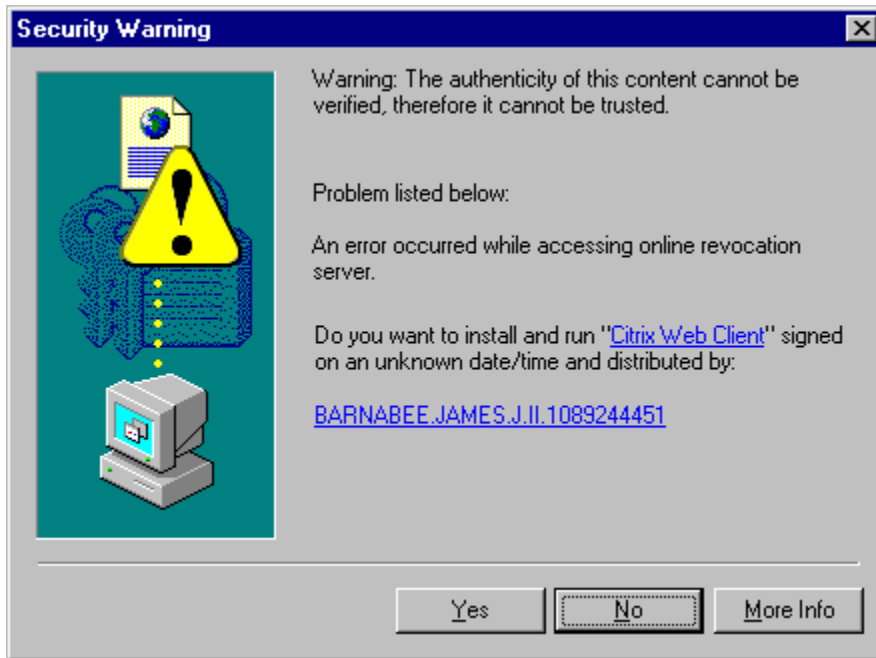 Security Warning
Warning: The authenticity of this content cannot be
verified, therefore it cannot be trusted.
Problem listed below:
An error occurred while accessing online revocation
server.
Do you want to install and run "Citrix Web Client" signed
on an unknown date/time and distributed by:
BARNABEE.JAMES.J.II.1089244451
Yes No More Info